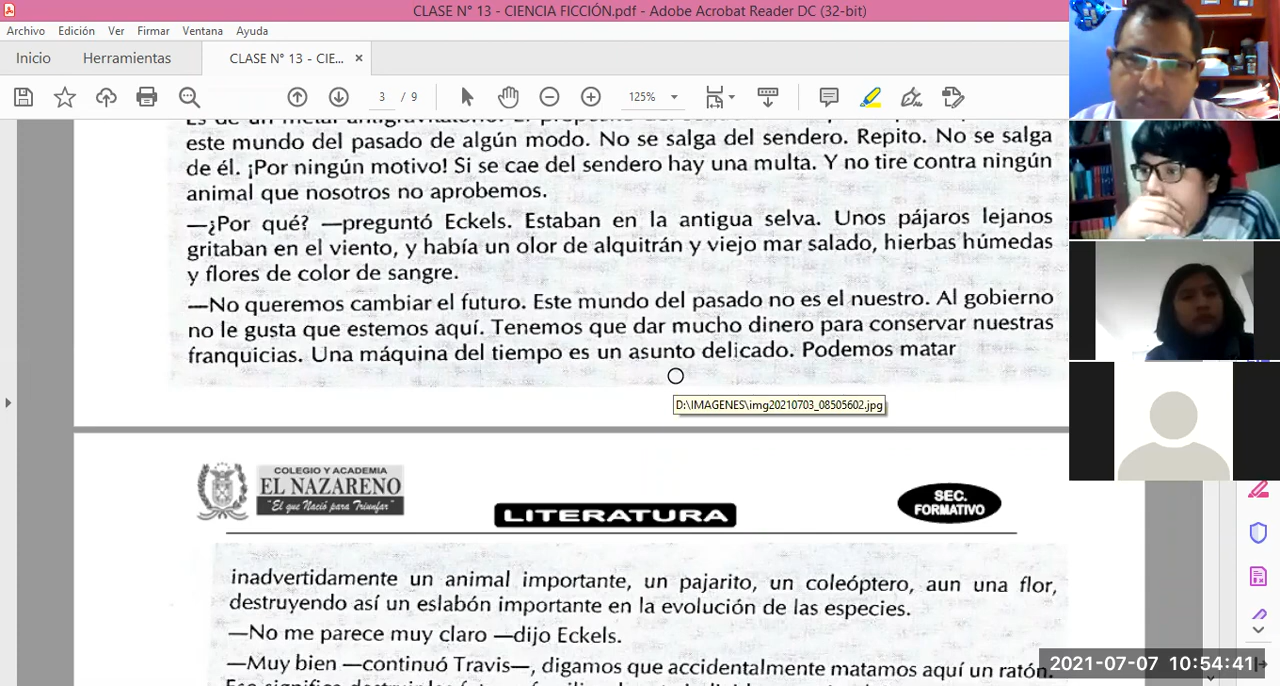 CLASE N° 13 - CIENCIA FICCIÓN.pdf - Adobe Acrobat Reader DC (32-bit)
Archivo Edición Ver Firmar Ventana Ayuda
Inicio Herramientas CLASE N° 13 - CIE... ×
3 / 9 125%
este mundo del pasado de algún modo. No se salga del sendero. Repito. No se salga
de él. ¡Por ningún motivo! Si se cae del sendero hay una multa. Y no tire contra ningún
animal que nosotros no aprobemos.
—¿Por qué? —preguntó Eckels. Estaban en la antigua selva. Unos pájaros lejanos
gritaban en el viento, y había un olor de alquitrán y viejo mar salado, hierbas húmedas
y flores de color de sangre.
—No queremos cambiar el futuro. Este mundo del pasado no es el nuestro. Al gobierno
no le gusta que estemos aquí. Tenemos que dar mucho dinero para conservar nuestras
franquicias. Una máquina del tiempo es un asunto delicado. Podemos matar
D:\IMAGENES\img20210703_08505602.jpg
COLEGIO Y ACADEMIA
EL NAZARENO
"El que Nació para Triunfar"
LITERATURA
SEC.
FORMATIVO
inadvertidamente un animal importante, un pajarito, un coleóptero, aun una flor,
destruyendo así un eslabón importante en la evolución de las especies.
—No me parece muy claro —dijo Eckels.
—Muy bien —continuó Travis—, digamos que accidentalmente matamos aquí un ratón.
2021-07-07 10:54:41